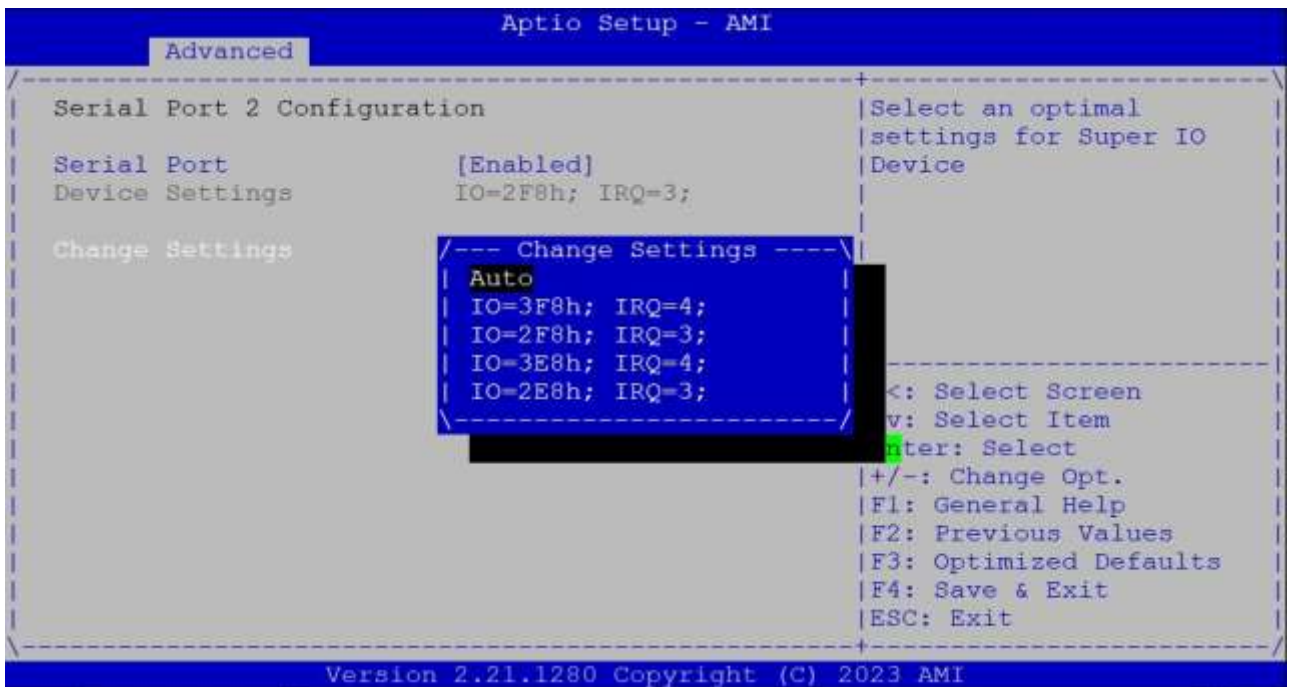 Aptio Setup - AMI
Advanced
Serial Port 2 Configuration
Serial Port [Enabled]
Device Settings IO=2F8h; IRQ=3;
Change Settings
Change Settings
Auto
IO=3F8h; IRQ=4;
IO=2F8h; IRQ=3;
IO=3E8h; IRQ=4;
IO=2E8h; IRQ=3;
Select an optimal
settings for Super IO
Device
<: Select Screen
v: Select Item
nter: Select
+/-: Change Opt.
F1: General Help
F2: Previous Values
F3: Optimized Defaults
F4: Save & Exit
ESC: Exit
Version 2.21.1280 Copyright (C) 2023 AMI